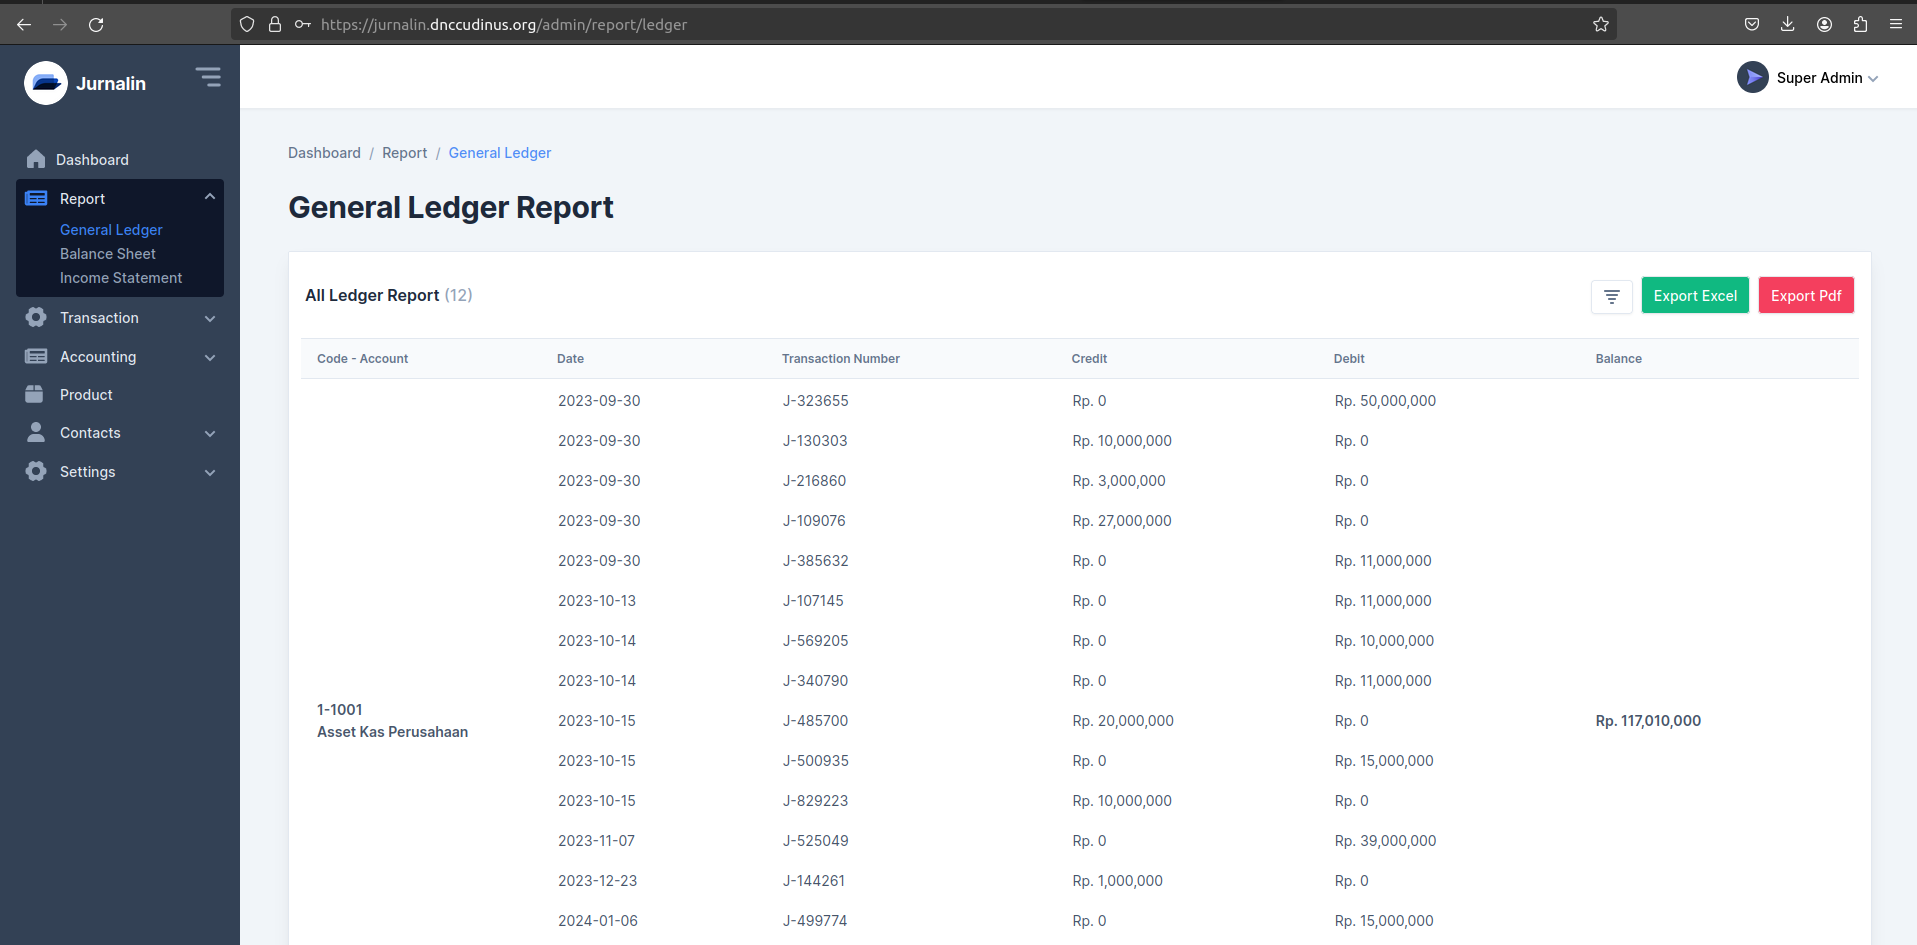 https://jurnalin.dnccudinus.org/admin/report/ledger
Jurnalin
Super Admin
Dashboard
Report
General Ledger
Balance Sheet
Income Statement
Transaction
Accounting
Product
Contacts
Settings
Dashboard / Report / General Ledger
General Ledger Report
All Ledger Report (12)
Export Excel
Export Pdf
Code - Account Date Transaction Number Credit Debit Balance
2023-09-30 J-323655 Rp. 0 Rp. 50,000,000
2023-09-30 J-130303 Rp. 10,000,000 Rp. 0
2023-09-30 J-216860 Rp. 3,000,000 Rp. 0
2023-09-30 J-109076 Rp. 27,000,000 Rp. 0
2023-09-30 J-385632 Rp. 0 Rp. 11,000,000
2023-10-13 J-107145 Rp. 0 Rp. 11,000,000
2023-10-14 J-569205 Rp. 0 Rp. 10,000,000
2023-10-14 J-340790 Rp. 0 Rp. 11,000,000
1-1001
Asset Kas Perusahaan
2023-10-15 J-485700 Rp. 20,000,000 Rp. 0 Rp. 117,010,000
2023-10-15 J-500935 Rp. 0 Rp. 15,000,000
2023-10-15 J-829223 Rp. 10,000,000 Rp. 0
2023-11-07 J-525049 Rp. 0 Rp. 39,000,000
2023-12-23 J-144261 Rp. 1,000,000 Rp. 0
2024-01-06 J-499774 Rp. 0 Rp. 15,000,000